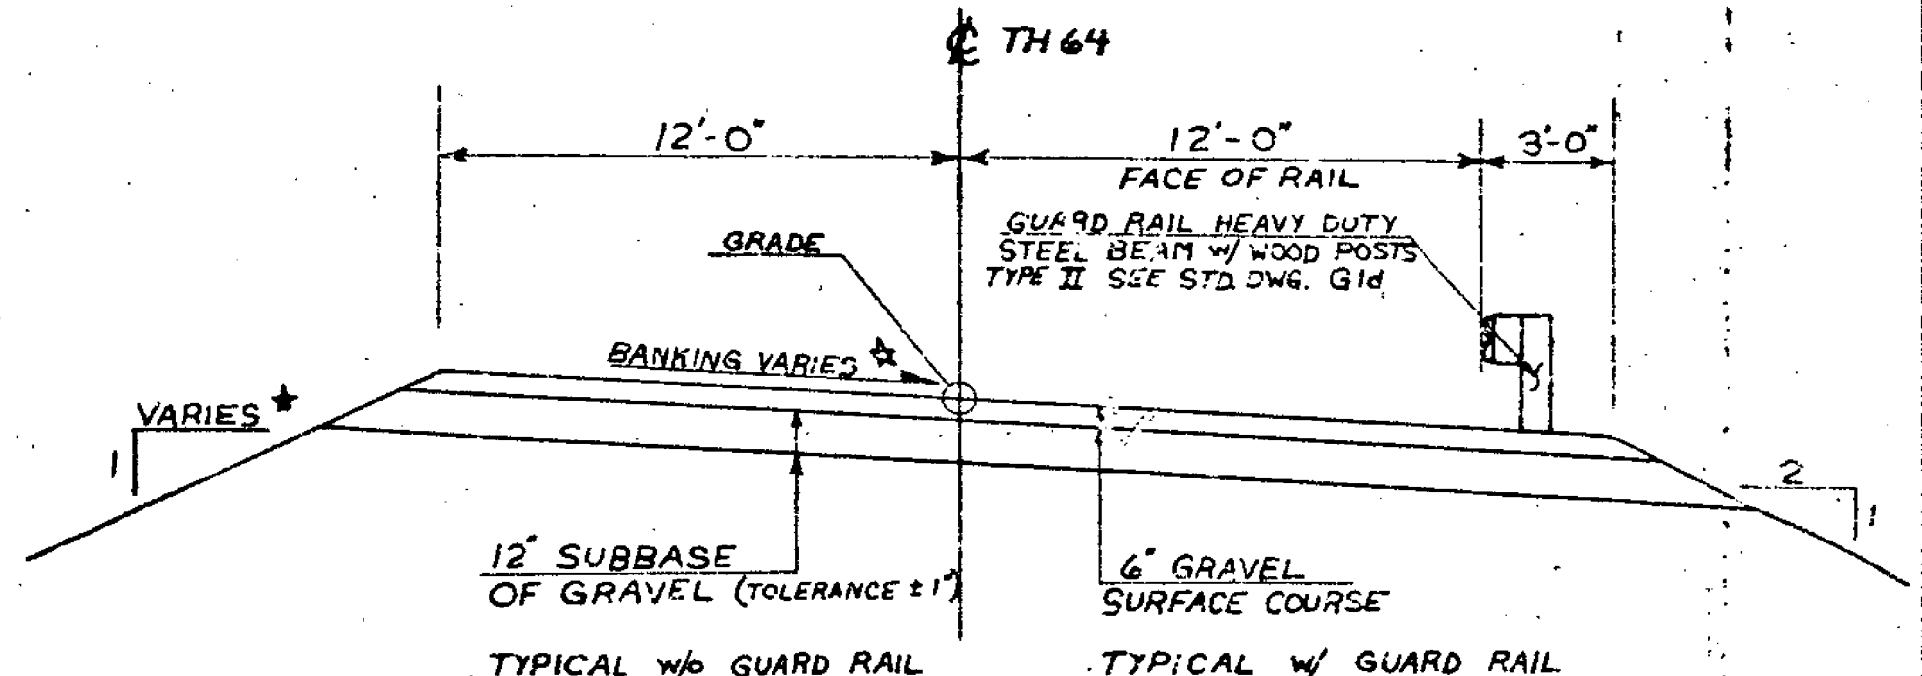 ℄ TH 64
12'-0" 12'-0" 3'-0"
FACE OF RAIL
GUARD RAIL HEAVY DUTY
STEEL BEAM w/ WOOD POSTS
TYPE II SEE STD. DWG. G1d
GRADE
BANKING VARIES ☆
VARIES ★
1
2
1
12" SUBBASE
OF GRAVEL (TOLERANCE ± 1")
6" GRAVEL
SURFACE COURSE
TYPICAL w/o GUARD RAIL
TYPICAL w/ GUARD RAIL